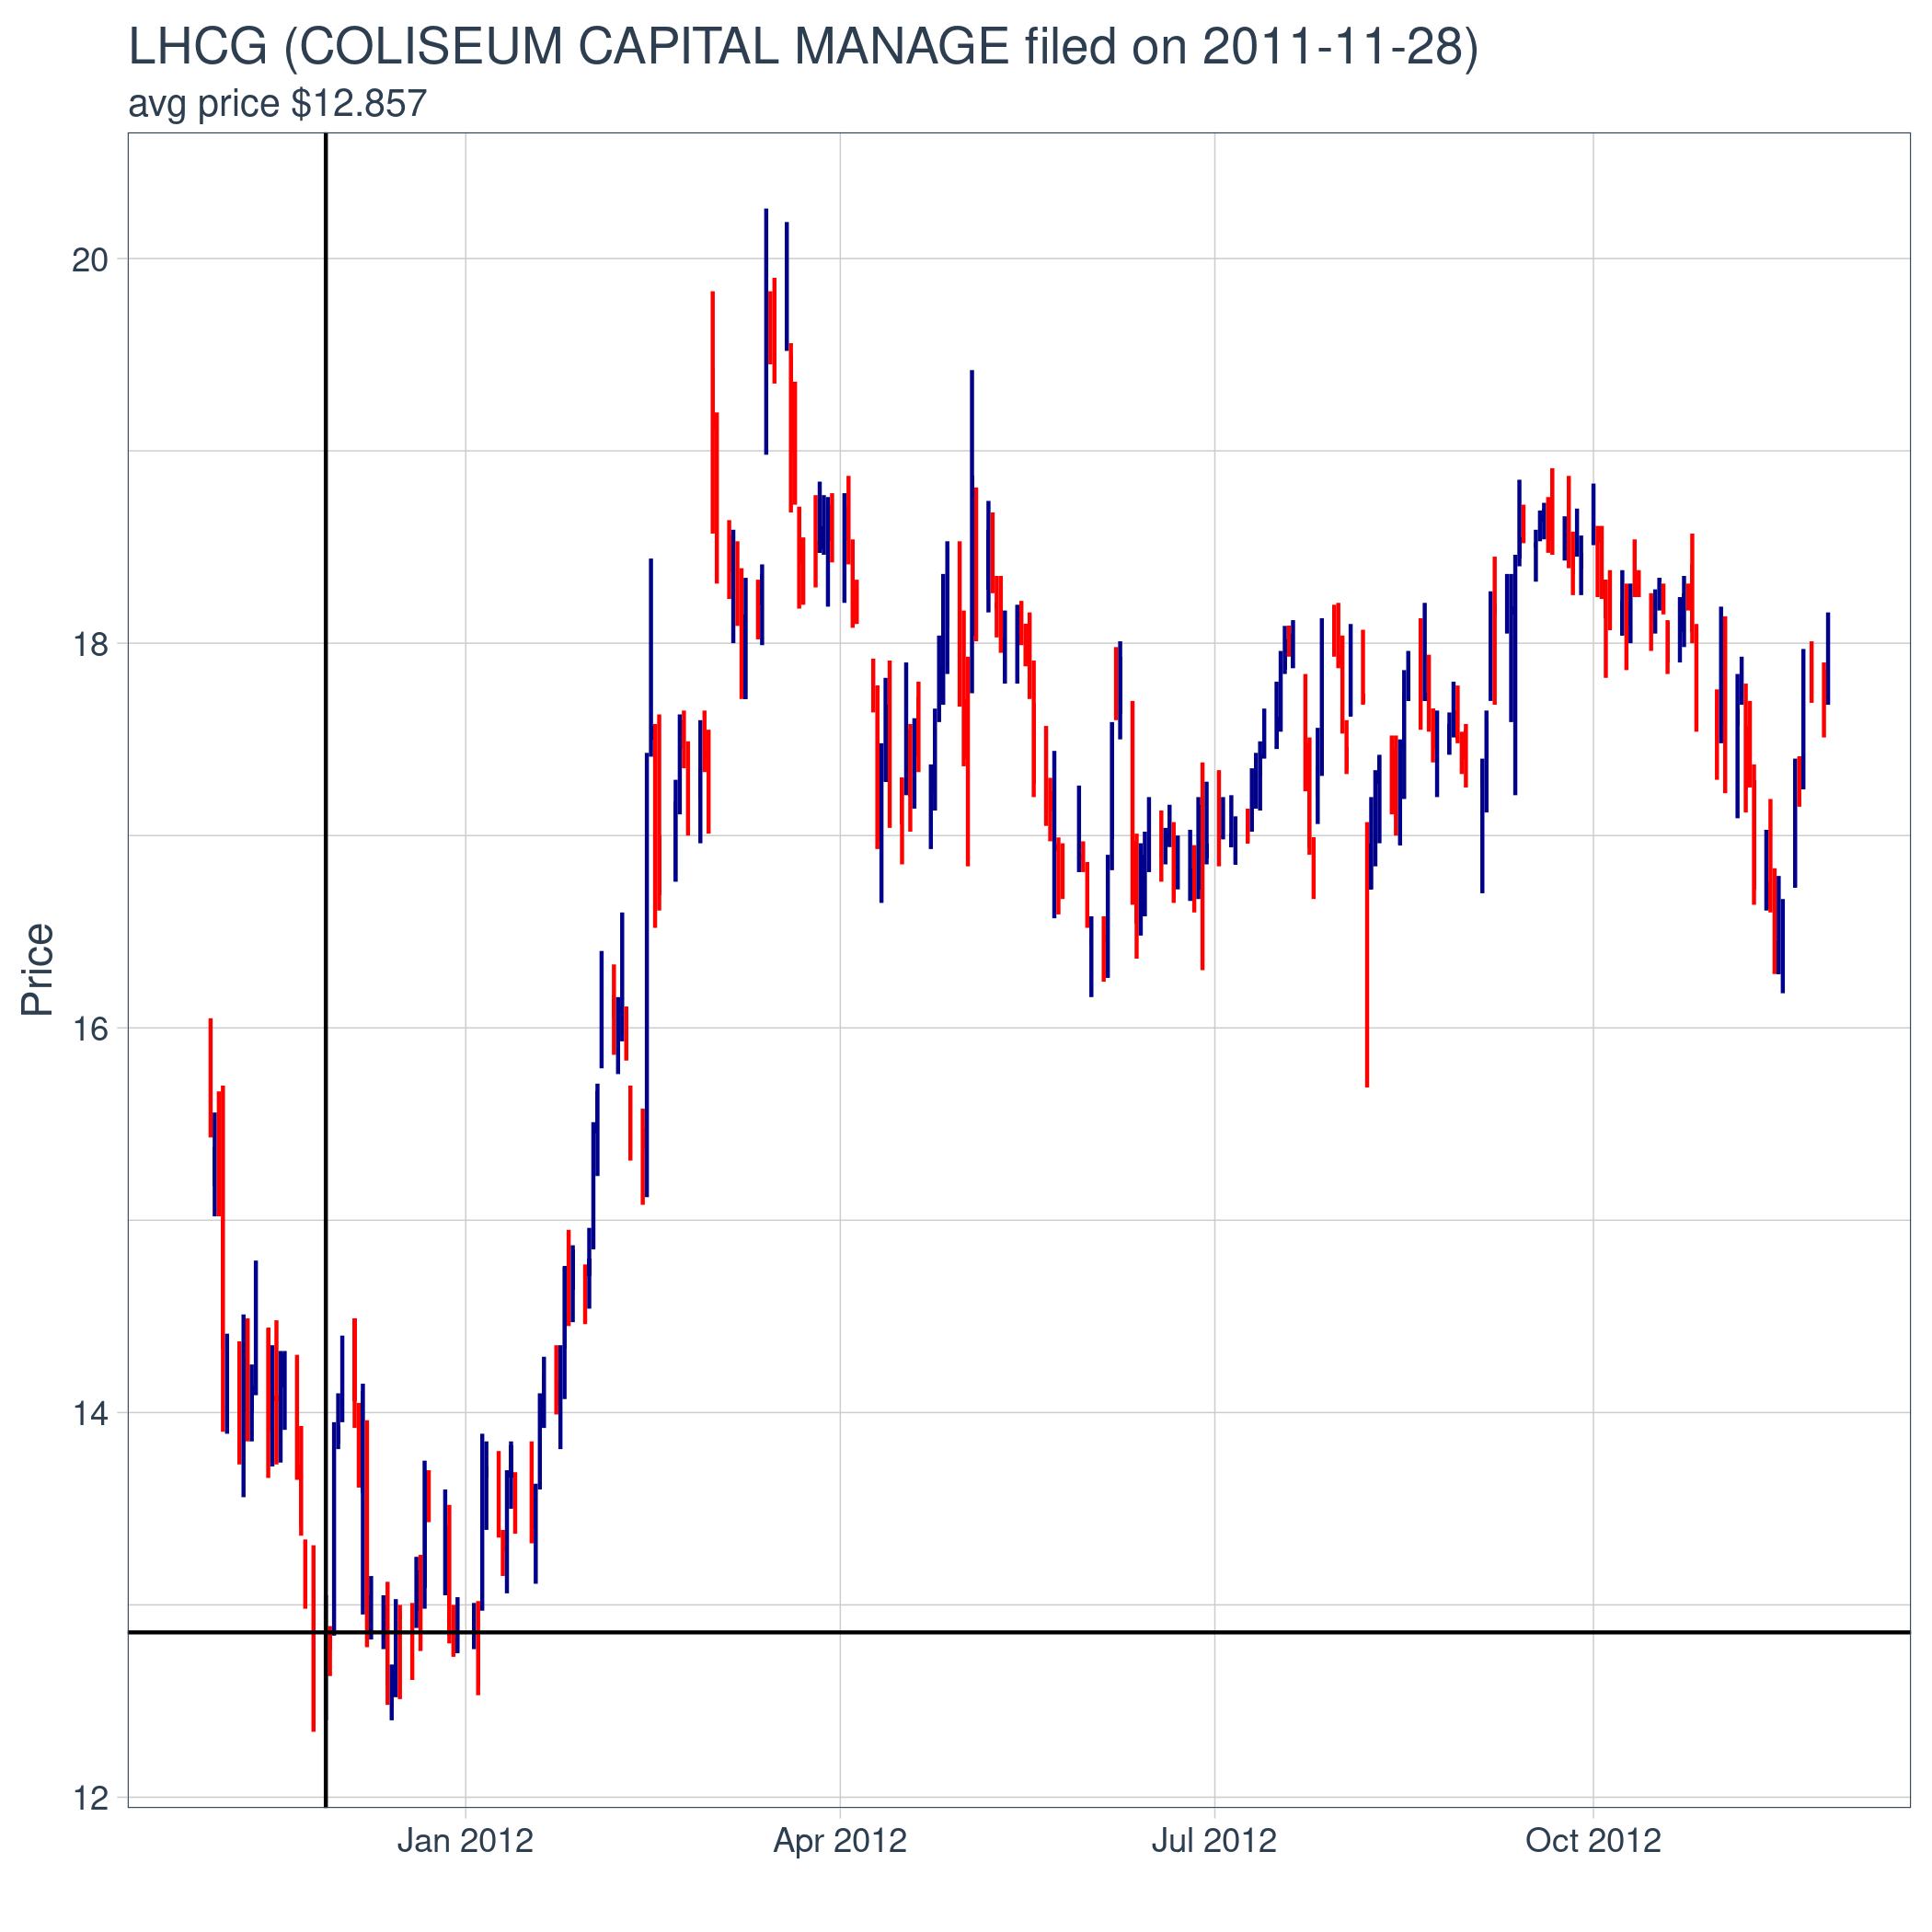 LHCG (COLISEUM CAPITAL MANAGE filed on 2011-11-28)
avg price $12.857
20
18
16
14
12
Price
Jan 2012
Apr 2012
Jul 2012
Oct 2012